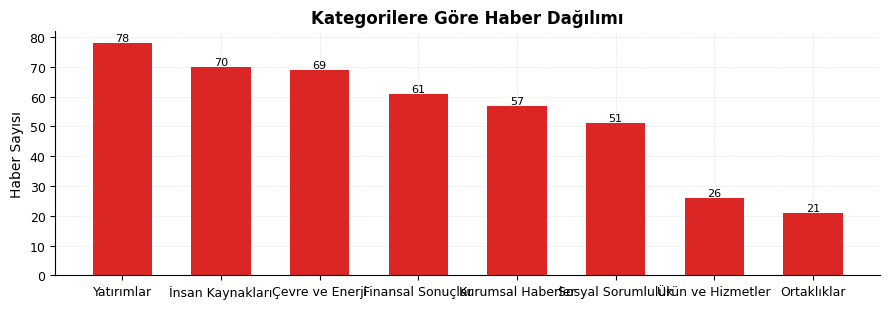 Kategorilere Göre Haber Dağılımı
Haber Sayısı
80
70
60
50
40
30
20
10
0
78
70
69
61
57
51
26
21
Yatırımlar
İnsan Kaynakları
Çevre ve Enerji
Finansal Sonuçlar
Kurumsal Haberler
Sosyal Sorumluluk
Ürün ve Hizmetler
Ortaklıklar